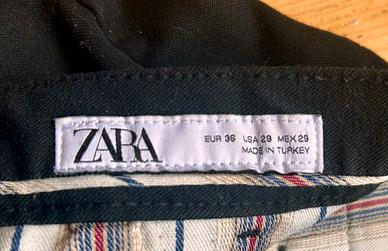 ZARA
EUR 36 USA 29 MEX 29
MADE IN TURKEY